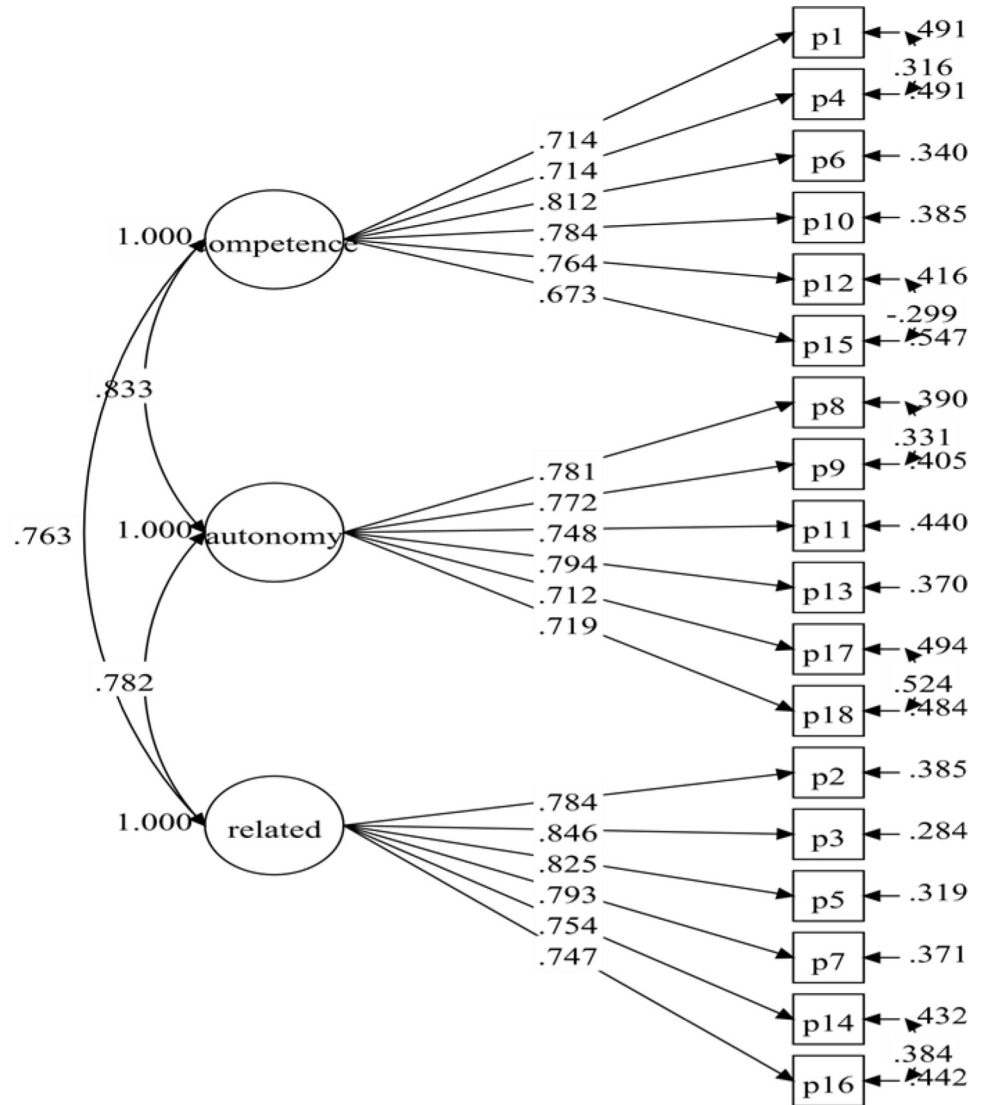 p1 .491
.316
p4 .491
.714
p6 .340
.714
.812
p10 .385
1.000 competence .784
.764
p12 .416
.673
-.299
p15 .547
.833
p8 .390
.331
.781
p9 .405
.772
1.000 autonomy .748
p11 .440
.763
.794
p13 .370
.712
.719
p17 .494
.782
.524
p18 .484
p2 .385
.784
1.000 related .846
p3 .284
.825
p5 .319
.793
.754
p7 .371
.747
p14 .432
.384
p16 .442